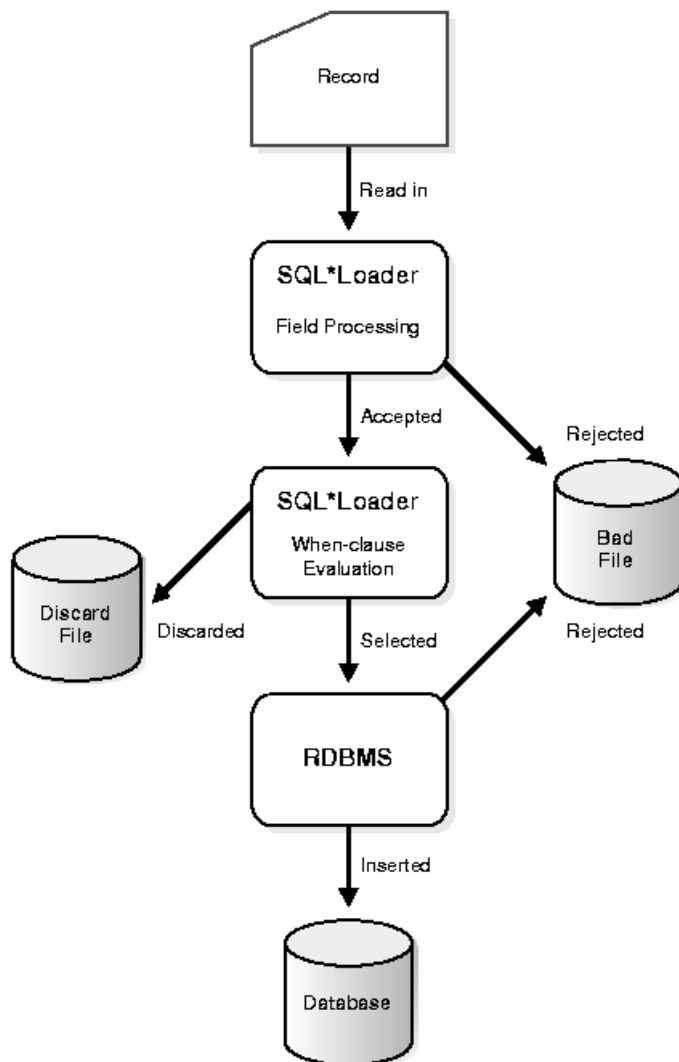 Record
Read in
SQL*Loader
Field Processing
Accepted
Rejected
SQL*Loader
When-clause
Evaluation
Bad
File
Discard
File
Discarded
Rejected
Selected
RDBMS
Inserted
Database